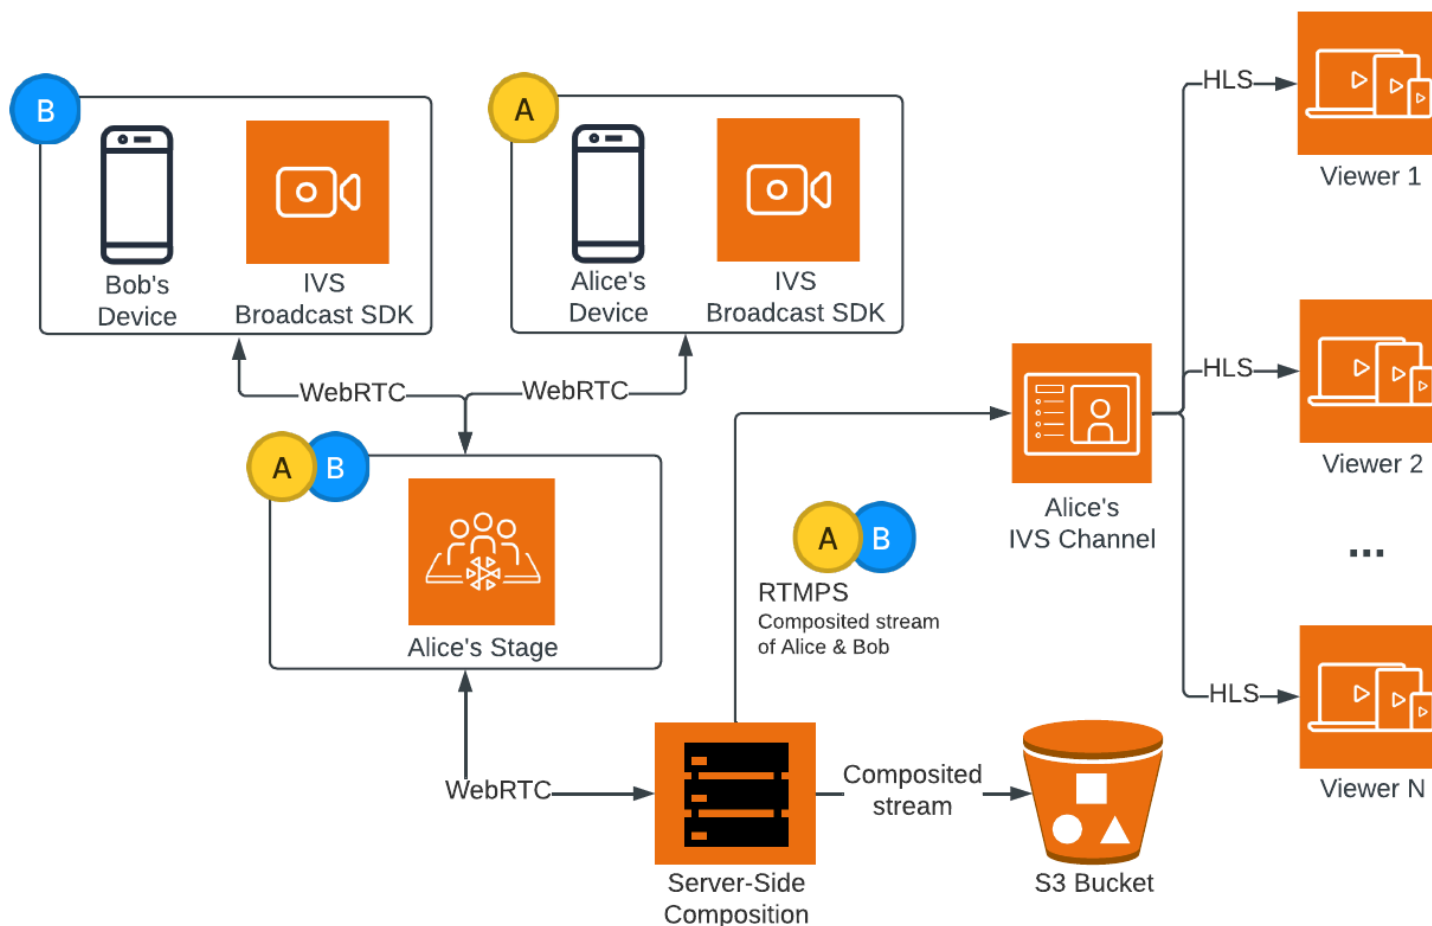 B
Bob's
Device
IVS
Broadcast SDK
A
Alice's
Device
IVS
Broadcast SDK
WebRTC
WebRTC
A B
Alice's Stage
WebRTC
Server-Side
Composition
A B
RTMPS
Composited stream
of Alice & Bob
Composited
stream
S3 Bucket
Alice's
IVS Channel
HLS
Viewer 1
HLS
Viewer 2
...
HLS
Viewer N